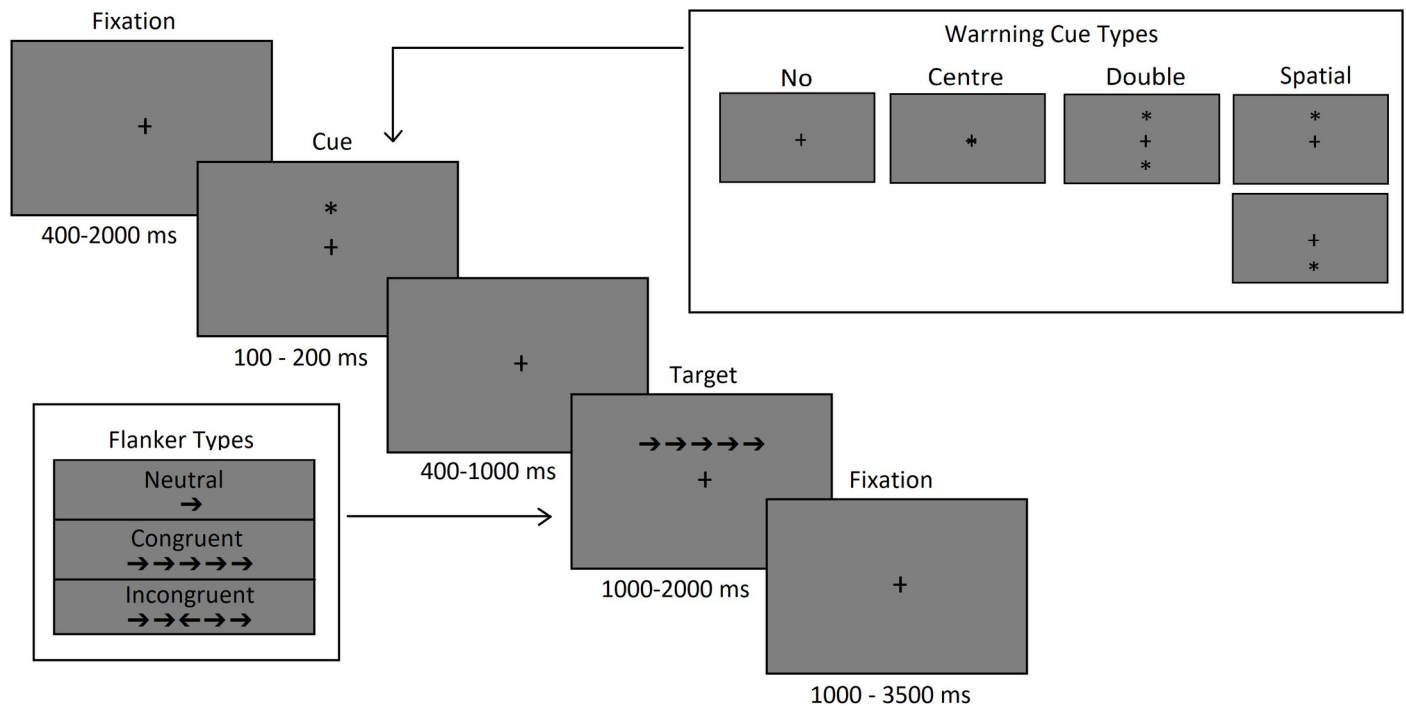 Fixation
+
400-2000 ms
Cue
*
+
100 - 200 ms
+
400-1000 ms
Target
→→→→→
+
1000-2000 ms
Fixation
+
1000 - 3500 ms
Warrning Cue Types
No Centre Double Spatial
+
*
+
*
+
*
*
+
+
*
Flanker Types
Neutral
→
Congruent
→→→→→
Incongruent
→→←→→